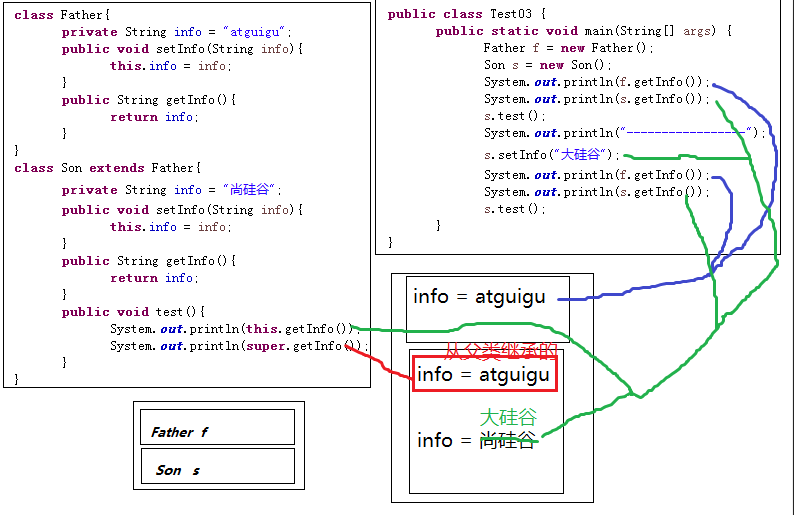 class Father{
private String info = "atguigu";
public void setInfo(String info){
this.info = info;
}
public String getInfo(){
return info;
}
}
class Son extends Father{
private String info = "尚硅谷";
public void setInfo(String info){
this.info = info;
}
public String getInfo(){
return info;
}
public void test(){
System.out.println(this.getInfo());
System.out.println(super.getInfo());
}
}
public class Test03 {
public static void main(String[] args) {
Father f = new Father();
Son s = new Son();
System.out.println(f.getInfo());
System.out.println(s.getInfo());
s.test();
System.out.println("-------------------");
s.setInfo("大硅谷");
System.out.println(f.getInfo());
System.out.println(s.getInfo());
s.test();
}
}
info = atguigu
从父类继承的
info = atguigu
大硅谷
info = 尚硅谷
Father f
Son s